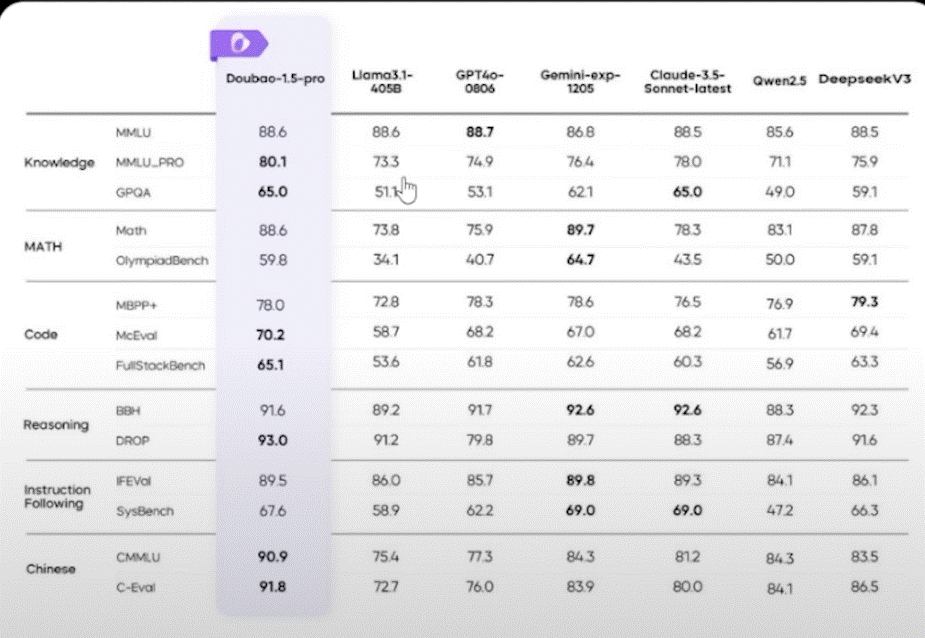 Doubao-1.5-pro Llama3.1-405B GPT4o-0806 Gemini-exp-1205 Claude-3.5-Sonnet-latest Qwen2.5 DeepseekV3
Knowledge
MMLU 88.6 88.6 88.7 86.8 88.5 85.6 88.5
MMLU_PRO 80.1 73.3 74.9 76.4 78.0 71.1 75.9
GPQA 65.0 51.1 53.1 62.1 65.0 49.0 59.1
MATH
Math 88.6 73.8 75.9 89.7 78.3 83.1 87.8
OlympiadBench 59.8 34.1 40.7 64.7 43.5 50.0 59.1
Code
MBPP+ 78.0 72.8 78.3 78.6 76.5 76.9 79.3
McEval 70.2 58.7 68.2 67.0 68.2 61.7 69.4
FullStackBench 65.1 53.6 61.8 62.6 60.3 56.9 63.3
Reasoning
BBH 91.6 89.2 91.7 92.6 92.6 88.3 92.3
DROP 93.0 91.2 79.8 89.7 88.3 87.4 91.6
Instruction Following
IFEval 89.5 86.0 85.7 89.8 89.3 84.1 86.1
SysBench 67.6 58.9 62.2 69.0 69.0 47.2 66.3
Chinese
CMMLU 90.9 75.4 77.3 84.3 81.2 84.3 83.5
C-Eval 91.8 72.7 76.0 83.9 80.0 84.1 86.5